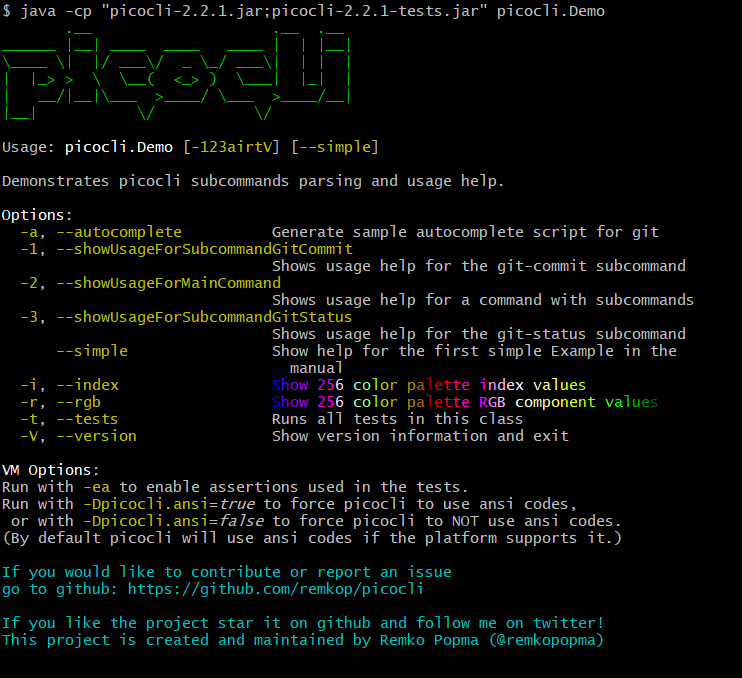 $ java -cp "picocli-2.2.1.jar;picocli-2.2.1-tests.jar" picocli.Demo
picocli
Usage: picocli.Demo [-123airtV] [--simple]
Demonstrates picocli subcommands parsing and usage help.
Options:
-a, --autocomplete Generate sample autocomplete script for git
-1, --showUsageForSubcommandGitCommit
Shows usage help for the git-commit subcommand
-2, --showUsageForMainCommand
Shows usage help for a command with subcommands
-3, --showUsageForSubcommandGitStatus
Shows usage help for the git-status subcommand
--simple Show help for the first simple Example in the
manual
-i, --index Show 256 color palette index values
-r, --rgb Show 256 color palette RGB component values
-t, --tests Runs all tests in this class
-V, --version Show version information and exit
VM Options:
Run with -ea to enable assertions used in the tests.
Run with -Dpicocli.ansi=true to force picocli to use ansi codes,
or with -Dpicocli.ansi=false to force picocli to NOT use ansi codes.
(By default picocli will use ansi codes if the platform supports it.)
If you would like to contribute or report an issue
go to github: https://github.com/remkop/picocli
If you like the project star it on github and follow me on twitter!
This project is created and maintained by Remko Popma (@remkopopma)